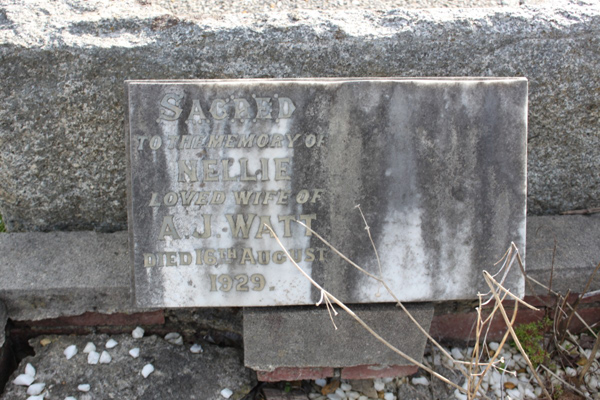 SACRED
TO THE MEMORY OF
NELLIE
LOVED WIFE OF
A.J. WATT
DIED 16TH AUGUST
1929.